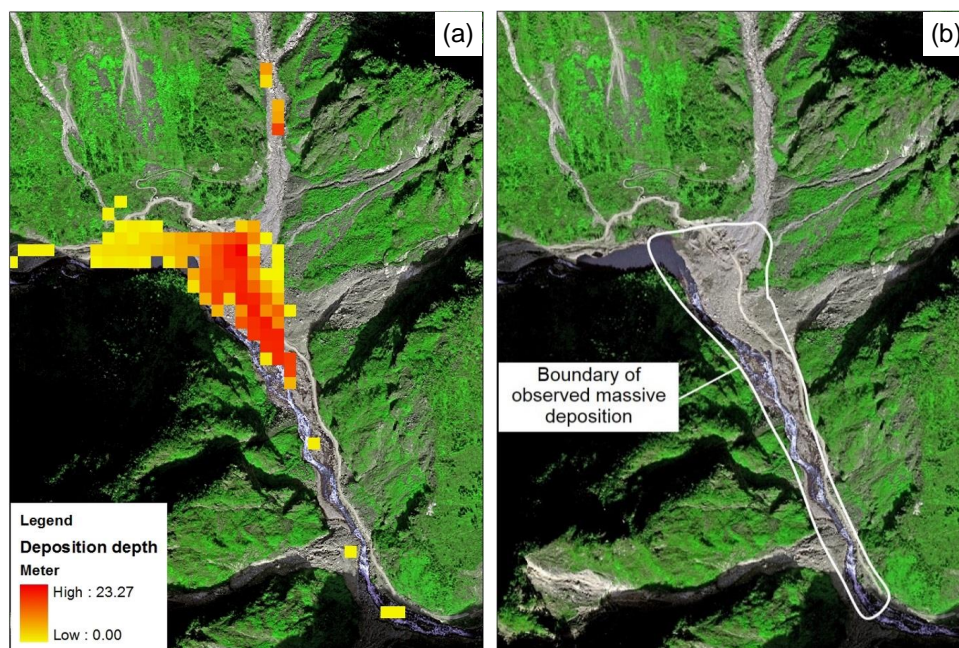 (a)
Legend
Deposition depth
Meter
High : 23.27
Low : 0.00
(b)
Boundary of
observed massive
deposition